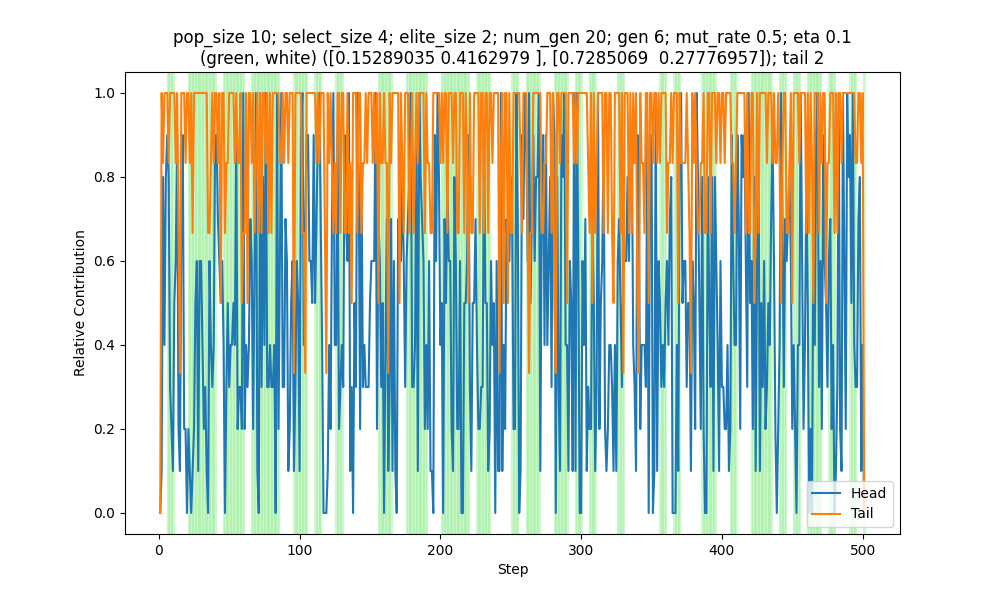 pop_size 10; select_size 4; elite_size 2; num_gen 20; gen 6; mut_rate 0.5; eta 0.1
(green, white) ([0.15289035 0.4162979 ], [0.7285069  0.27776957]); tail 2
1.0
0.8
0.6
0.4
0.2
0.0
Relative Contribution
Head
Tail
0
100
200
300
400
500
Step